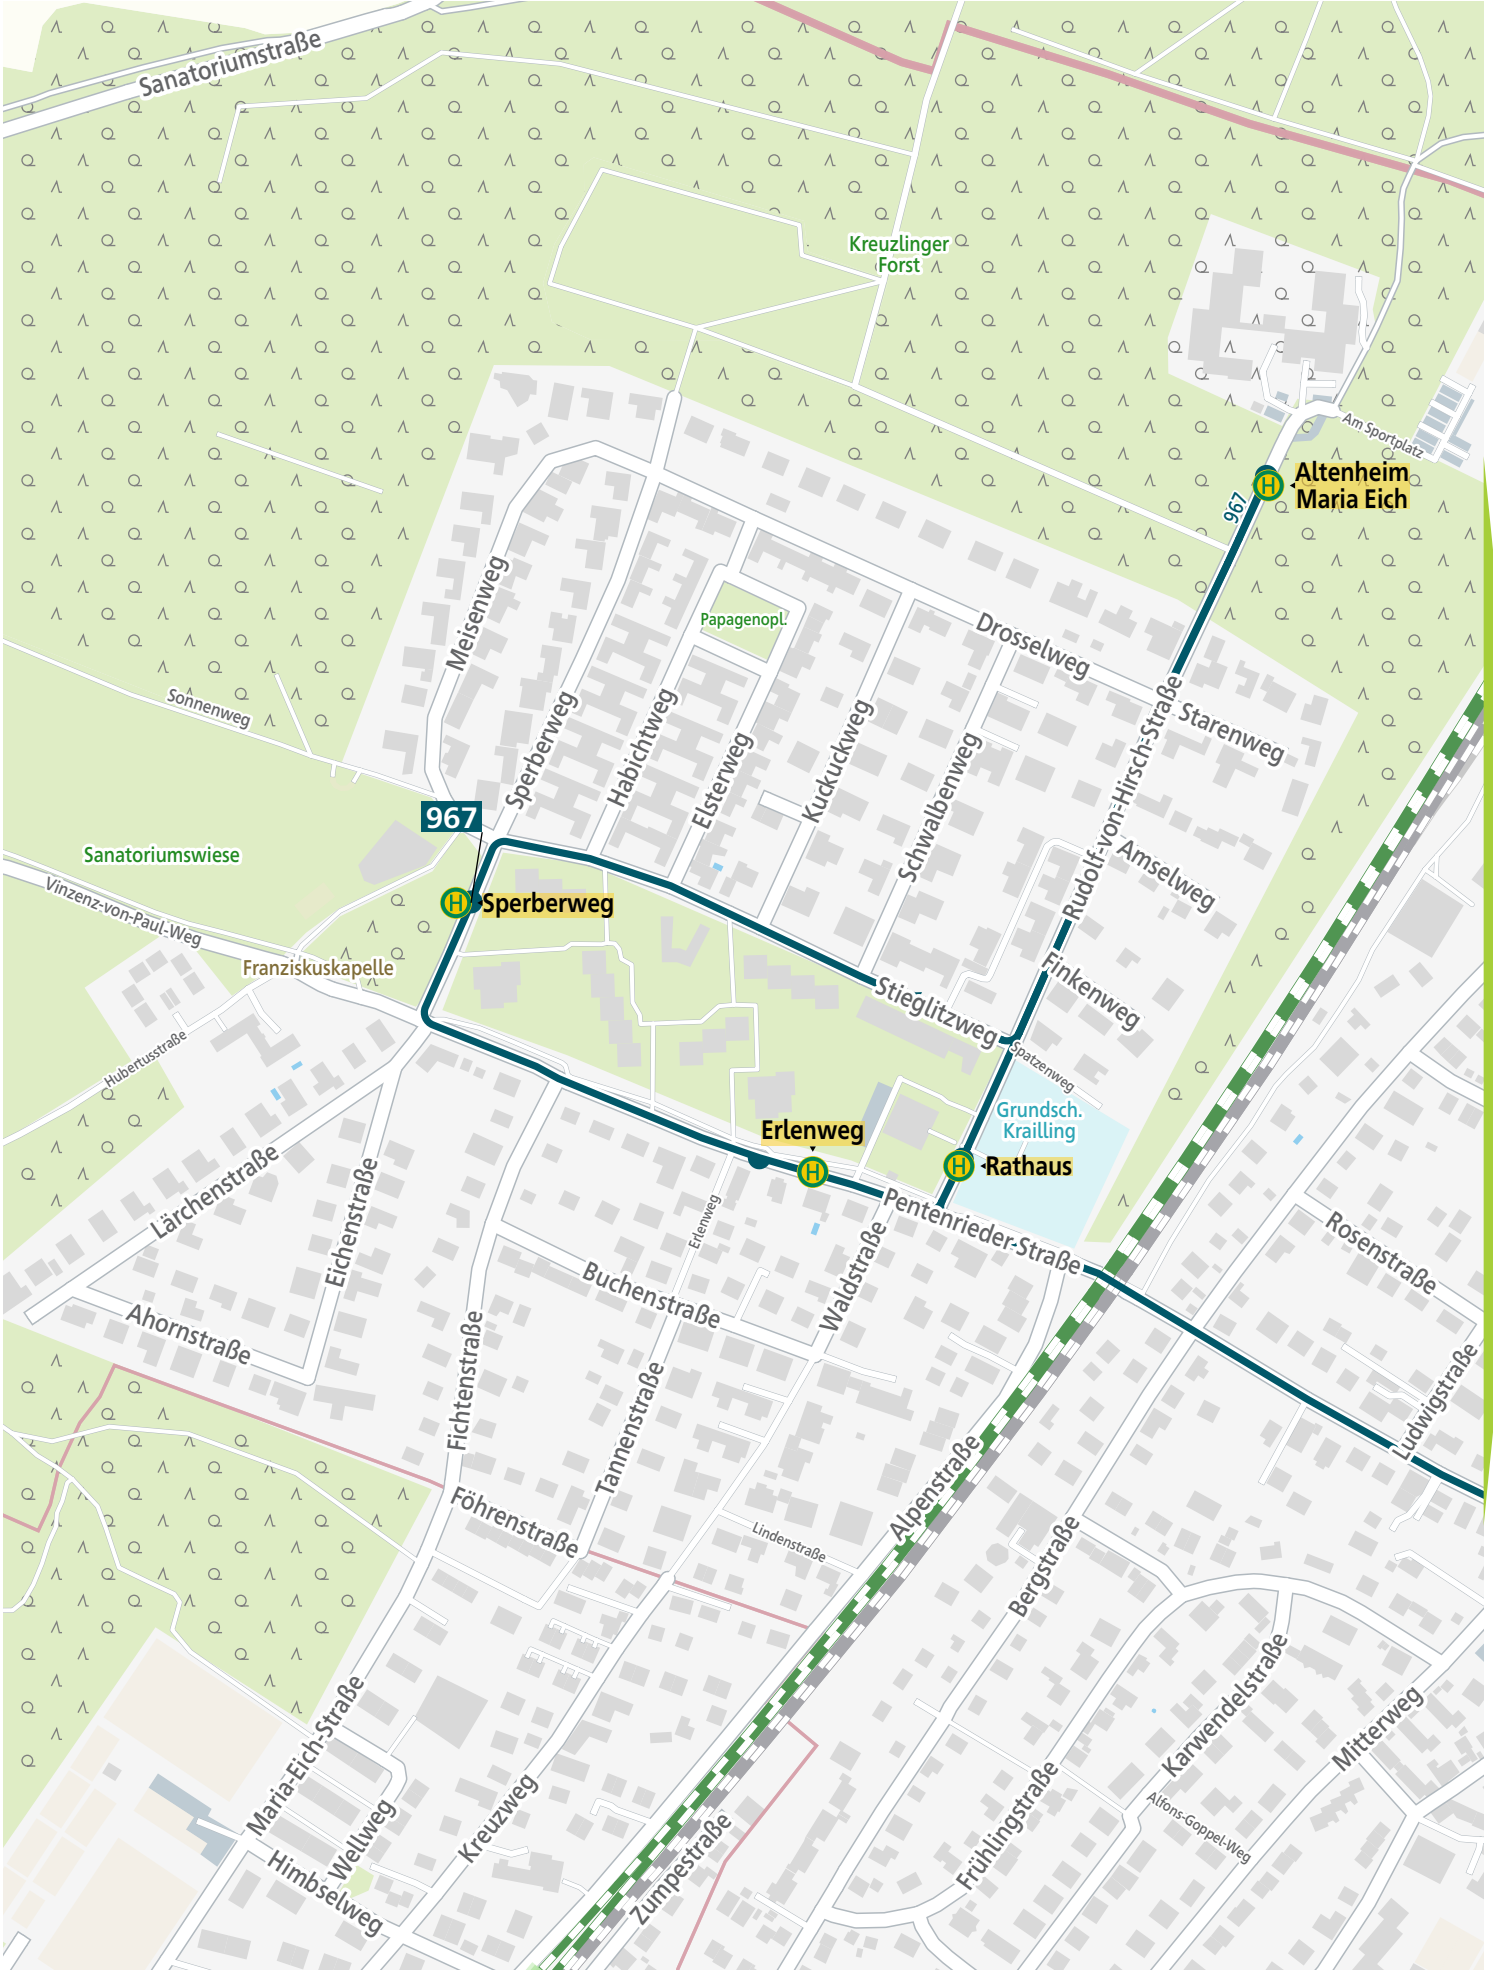 Sanatoriumstraße
Kreuzlinger
Forst
Am Sportplatz
H
Altenheim
Maria Eich
967
Meisenweg
Papagenopl.
Drosselweg
Sonnenweg
Sperberweg
Habichtweg
Elsterweg
Kuckuckweg
Schwalbenweg
Rudolf-von-Hirsch-Straße
Starenweg
967
Sanatoriumswiese
Amselweg
Vinzenz-von-Paul-Weg
H
Sperberweg
Franziskuskapelle
Stieglitzweg
Finkenweg
Hubertusstraße
Spatzenweg
Grundsch.
Krailling
Erlenweg
H
H
Rathaus
Lärchenstraße
Eichenstraße
Erlenweg
Pentenrieder-Straße
Waldstraße
Rosenstraße
Buchenstraße
Ahornstraße
Fichtenstraße
Tannenstraße
Ludwigstraße
Alpenstraße
Föhrenstraße
Lindenstraße
Bergstraße
Maria-Eich-Straße
Karwendelstraße
Mitterweg
Wellweg
Kreuzweg
Frühlingstraße
Alfons-Goppel-Weg
Zumpestraße
Himbselweg